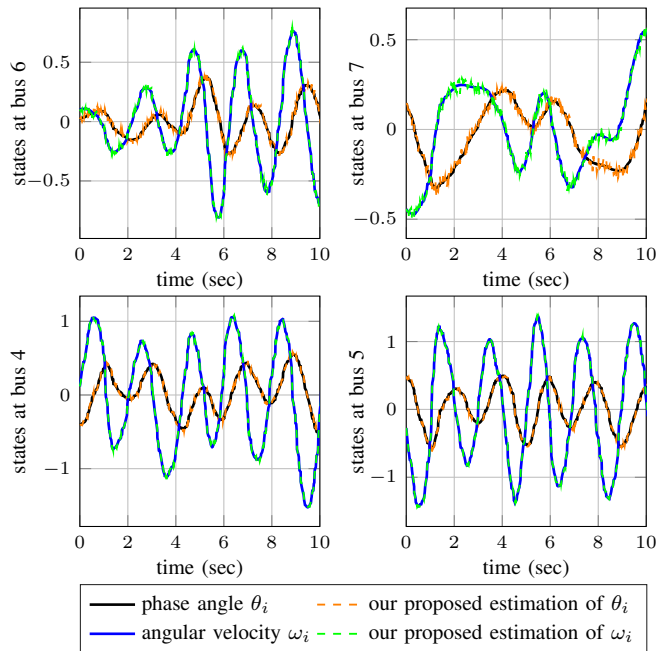 states at bus 6
0.5
0
−0.5
0 2 4 6 8 10
time (sec)
states at bus 7
0.5
0
−0.5
0 2 4 6 8 10
time (sec)
states at bus 4
1
0
−1
0 2 4 6 8 10
time (sec)
states at bus 5
1
0
−1
0 2 4 6 8 10
time (sec)
phase angle θᵢ
our proposed estimation of θᵢ
angular velocity ωᵢ
our proposed estimation of ωᵢ